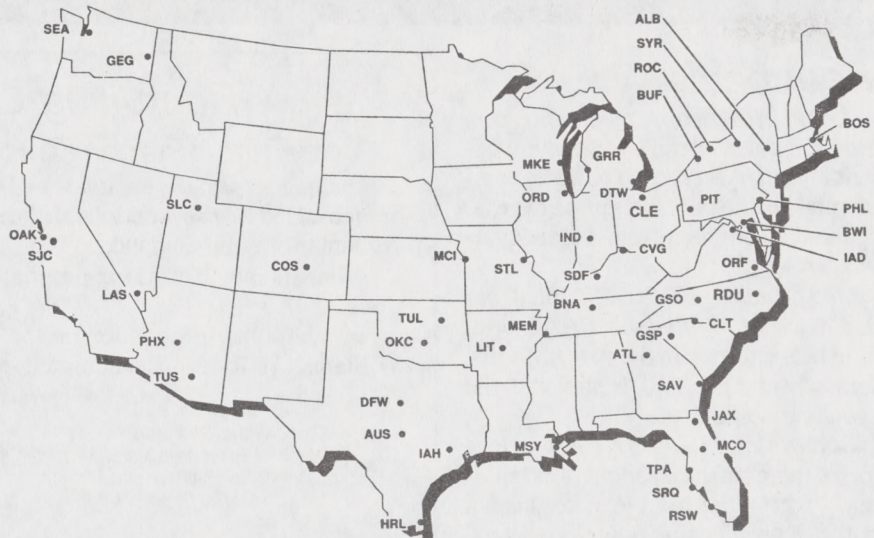 ALB
SYR
ROC
BUF
SEA
GEG
BOS
MKE
GRR
ORD
DTW
CLE
PIT
PHL
BWI
IAD
SLC
OAK
SJC
COS
MCI
STL
IND
CVG
SDF
ORF
LAS
BNA
GSO
RDU
TUL
MEM
CLT
PHX
OKC
LIT
ATL
GSP
TUS
SAV
DFW
JAX
AUS
IAH
MSY
MCO
TPA
SRQ
RSW
HRL